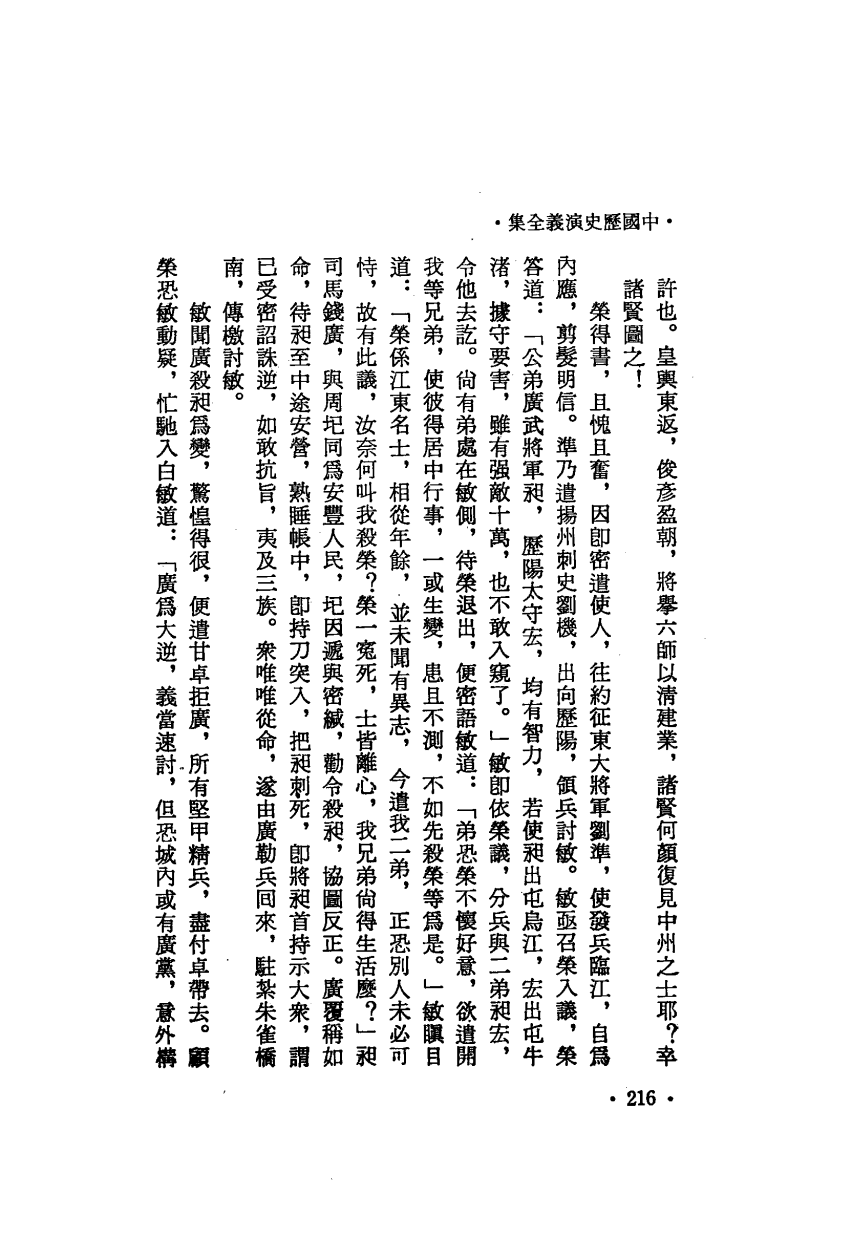 ·中國歷史演義全集·
許也。皇輿東返，俊彥盈朝，將擧六師以清建業，諸賢何顏復見中州之士耶？幸
諸賢圖之！
榮得書，且愧且奮，因卽密遣使人，往約征東大將軍劉準，使發兵臨江，自爲
內應，剪髮明信。準乃遣揚州刺史劉機，出向歷陽，領兵討敏。敏亟召榮入議，榮
答道：「公弟廣武將軍昶，歷陽太守宏，均有智力，若使昶出屯烏江，宏出屯牛
渚，據守要害，雖有强敵十萬，也不敢入窺了。」敏卽依榮議，分兵與二弟昶宏，
令他去訖。尙有弟處在敏側，待榮退出，便密語敏道：「弟恐榮不懷好意，欲遣開
我等兄弟，使彼得居中行事，一或生變，患且不測，不如先殺榮等爲是。」敏瞋目
道：「榮係江東名士，相從年餘，並未聞有異志，今遣我二弟，正恐別人未必可
恃，故有此議，汝奈何叫我殺榮？榮一寃死，士皆離心，我兄弟尙得生活麼？」昶
司馬錢廣，與周玘同爲安豐人民，玘因遞與密緘，勸令殺昶，協圖反正。廣覆稱如
命，待昶至中途安營，熟睡帳中，卽持刀突入，把昶刺死，卽將昶首持示大衆，謂
已受密詔誅逆，如敢抗旨，夷及三族。衆唯唯從命，遂由廣勒兵囘來，駐紮朱雀橋
南，傳檄討敏。
敏聞廣殺昶爲變，驚惶得很，便遣甘卓拒廣，所有堅甲精兵，盡付卓帶去。顧
榮恐敏動疑，忙馳入白敏道：「廣爲大逆，義當速討，但恐城內或有廣黨，意外構
·216·